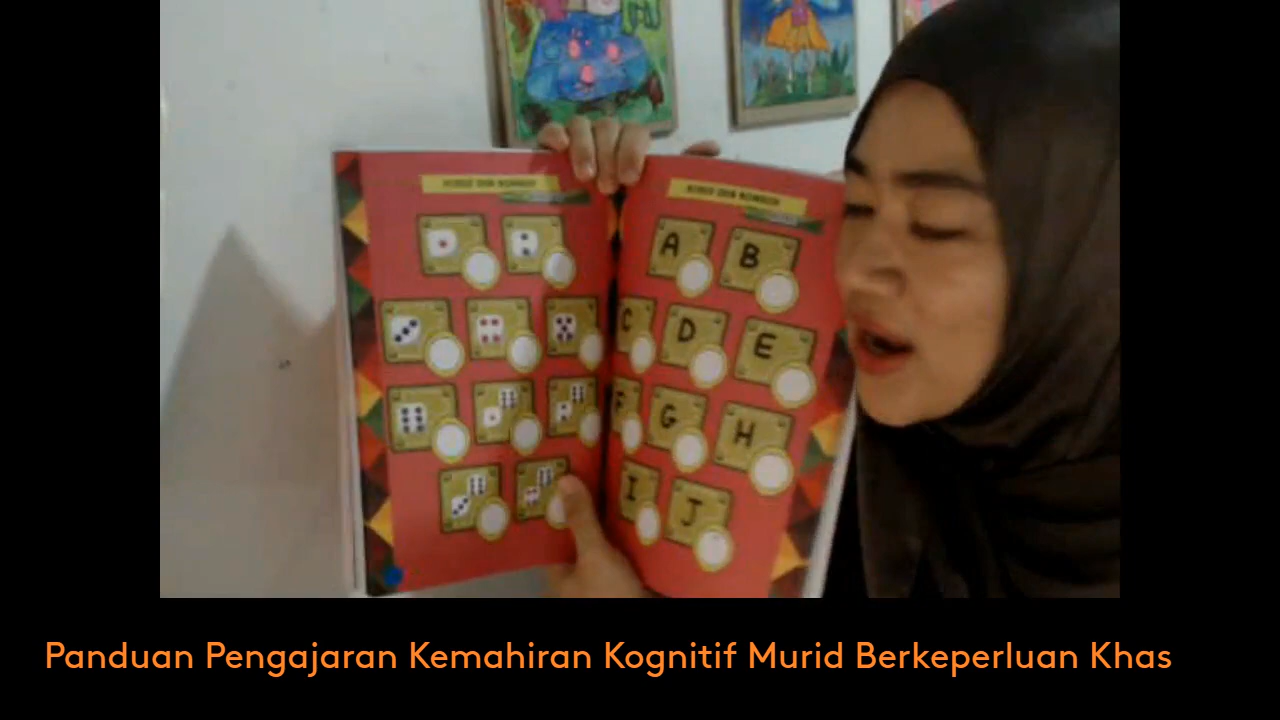 A B
C D E
F G H
I J
Panduan Pengajaran Kemahiran Kognitif Murid Berkeperluan Khas